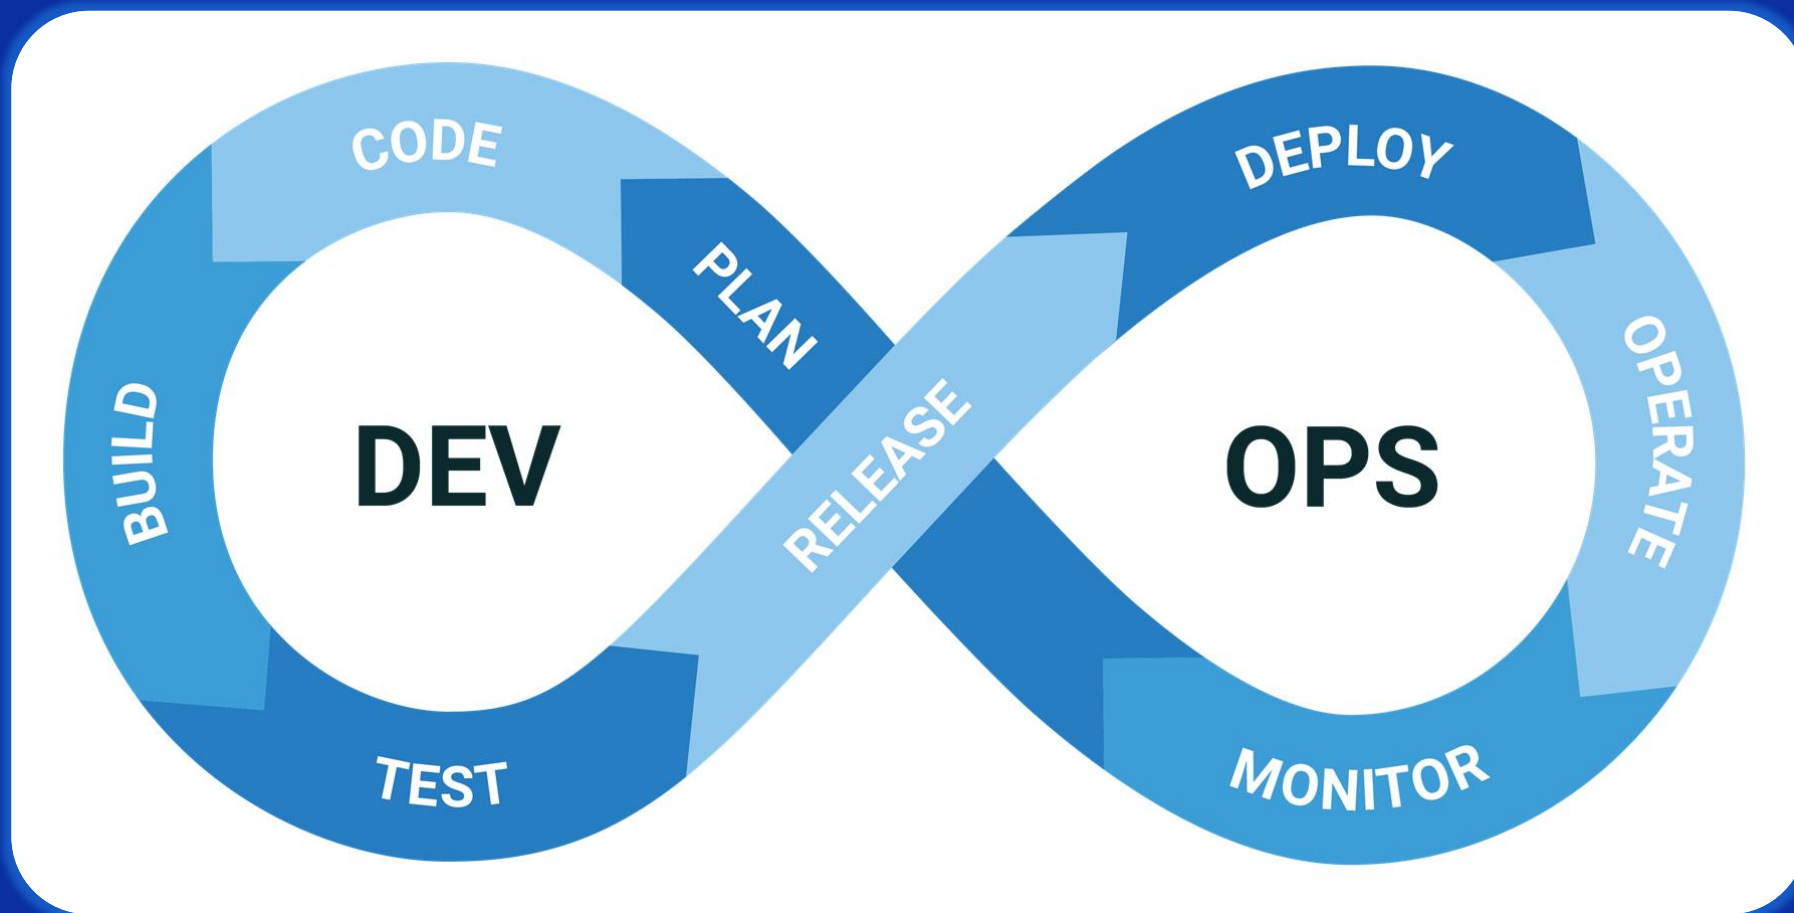 CODE
DEPLOY
PLAN
OPERATE
BUILD
DEV
OPS
RELEASE
TEST
MONITOR